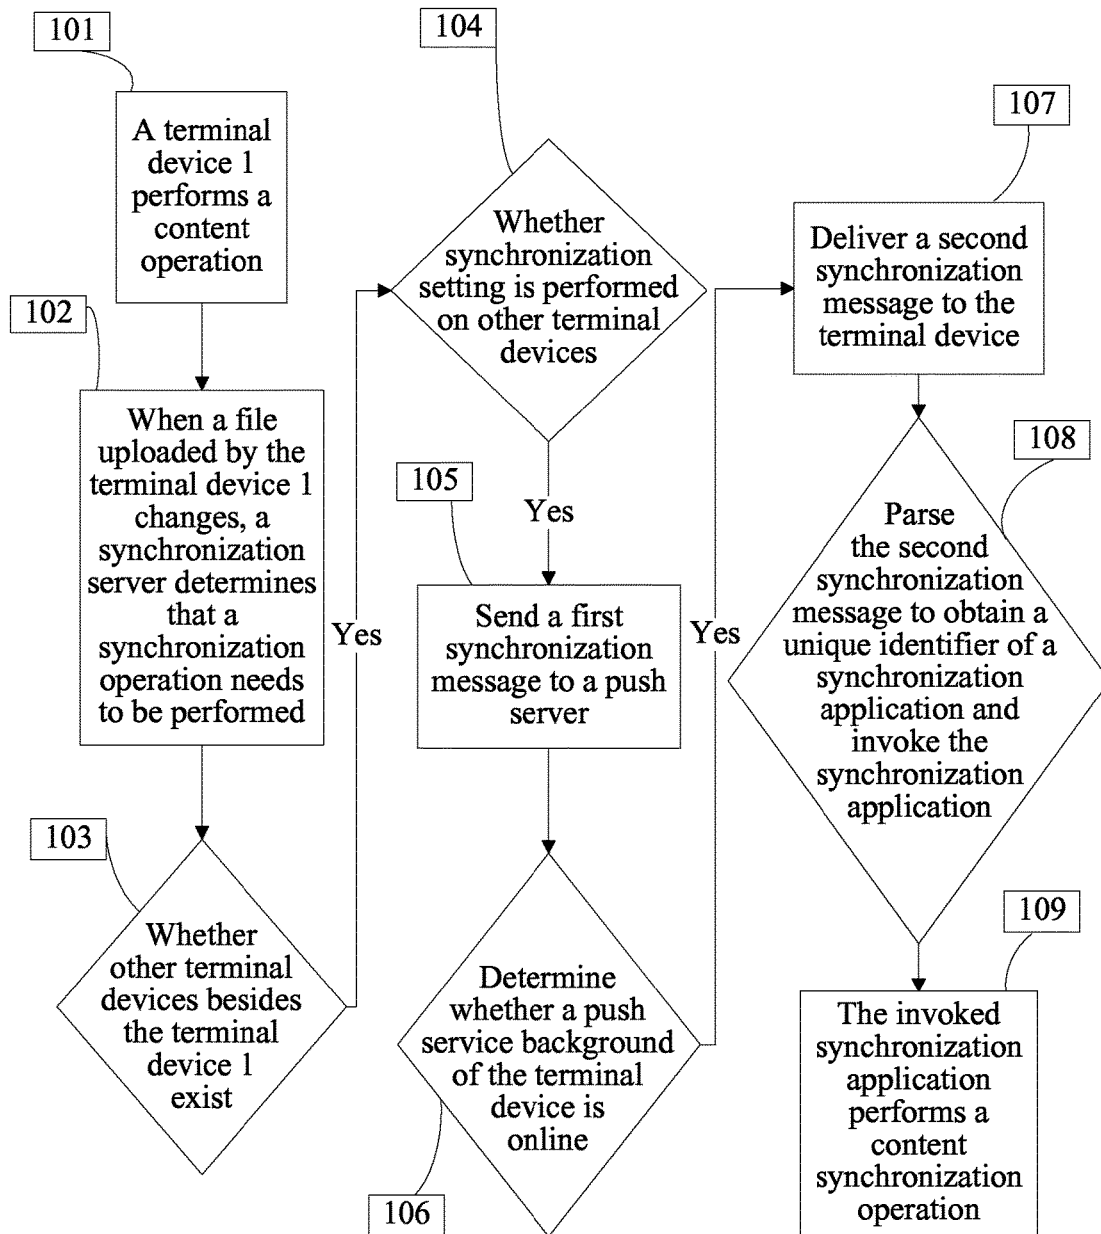 101
A terminal
device 1
performs a
content
operation
102
When a file
uploaded by the
terminal device 1
changes, a
synchronization
server determines
that a
synchronization
operation needs
to be performed
103
Whether
other terminal
devices besides
the terminal
device 1
exist
Yes
104
Whether
synchronization
setting is performed
on other terminal
devices
Yes
105
Send a first
synchronization
message to a push
server
Determine
whether a push
service background
of the terminal
device is
online
106
Yes
107
Deliver a second
synchronization
message to the
terminal device
108
Parse
the second
synchronization
message to obtain a
unique identifier of a
synchronization
application and
invoke the
synchronization
application
109
The invoked
synchronization
application
performs a
content
synchronization
operation